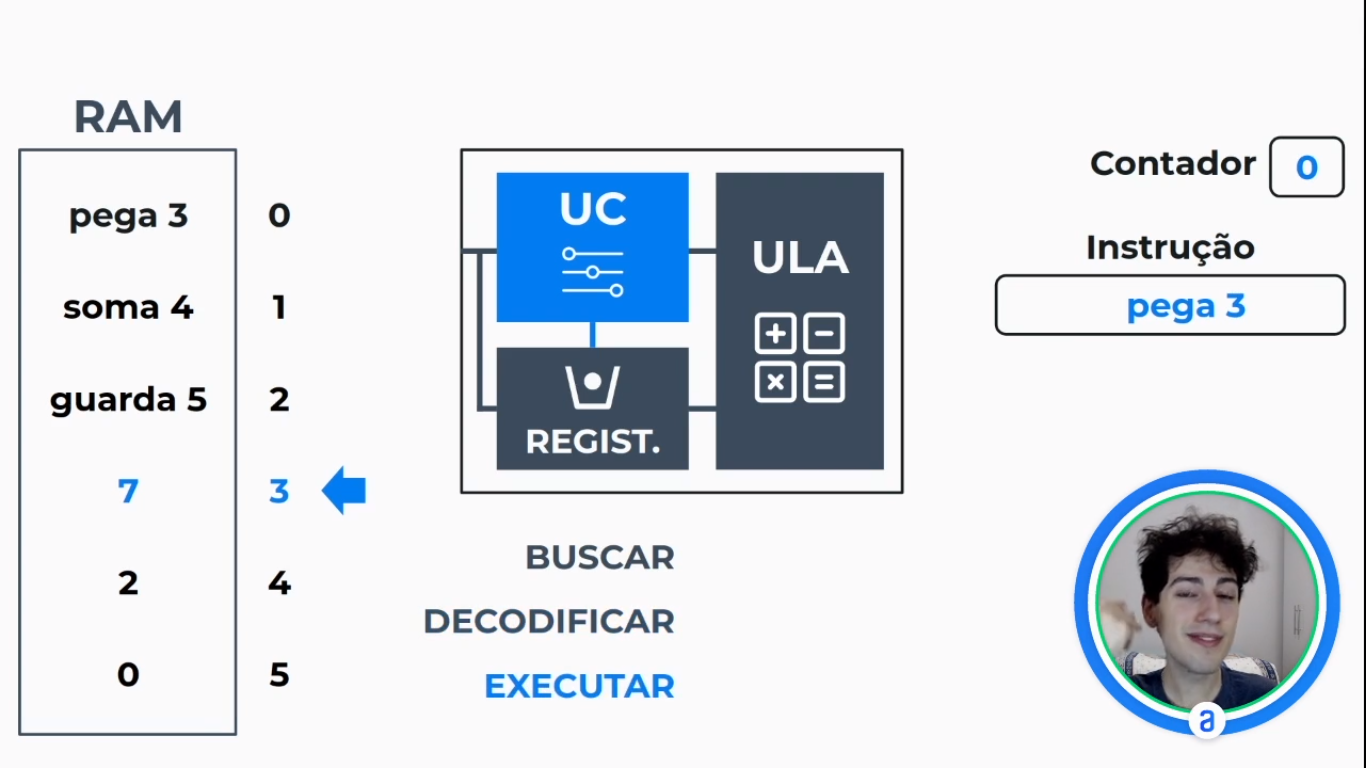 RAM
pega 3 0
soma 4 1
guarda 5 2
7 3
2 4
0 5
UC
ULA
REGIST.
BUSCAR
DECODIFICAR
EXECUTAR
Contador 0
Instrução
pega 3
a